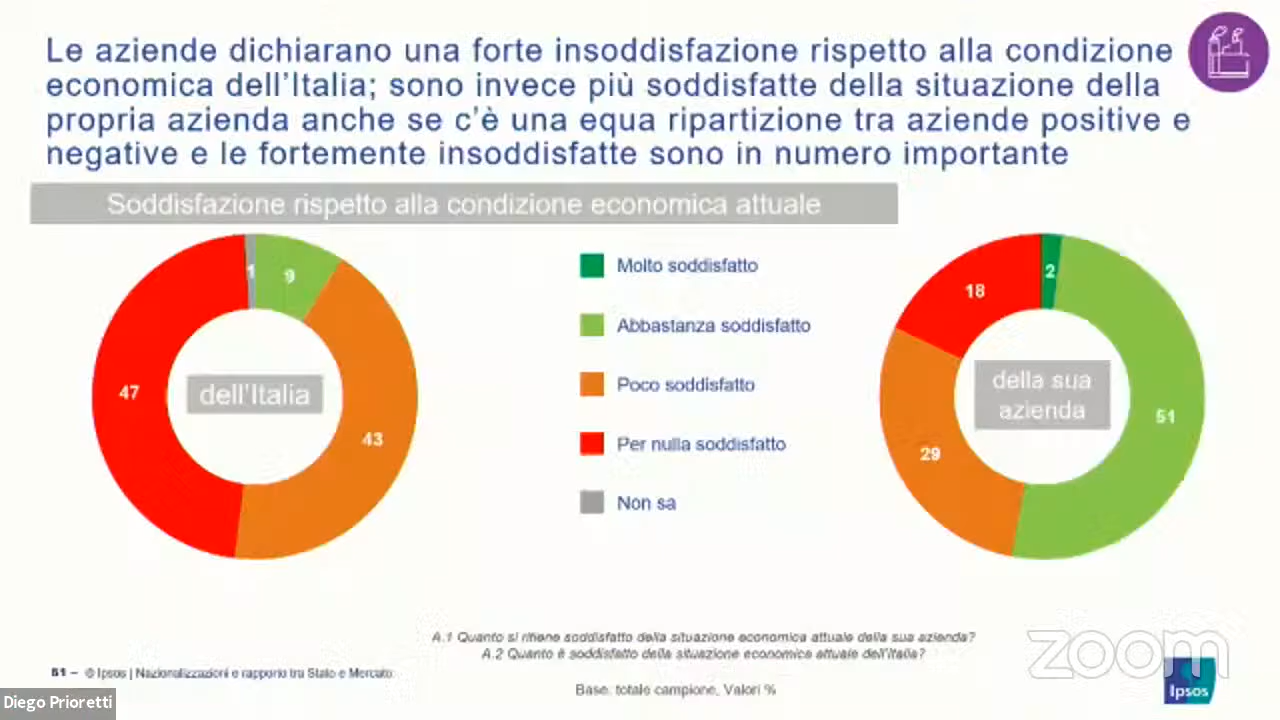 Le aziende dichiarano una forte insoddisfazione rispetto alla condizione
economica dell'Italia; sono invece più soddisfatte della situazione della
propria azienda anche se c'è una equa ripartizione tra aziende positive e
negative e le fortemente insoddisfatte sono in numero importante
Soddisfazione rispetto alla condizione economica attuale
1
9
47
43
dell'Italia
Molto soddisfatto
Abbastanza soddisfatto
Poco soddisfatto
Per nulla soddisfatto
Non sa
2
18
51
29
della sua
azienda
A.1 Quanto si ritiene soddisfatto della situazione economica attuale della sua azienda?
A.2 Quanto è soddisfatto della situazione economica attuale dell'Italia?
51 – © Ipsos | Nazionalizzazioni e rapporto tra Stato e Mercato
Base: totale campione, Valori %
zoom
Ipsos
Diego Prioretti